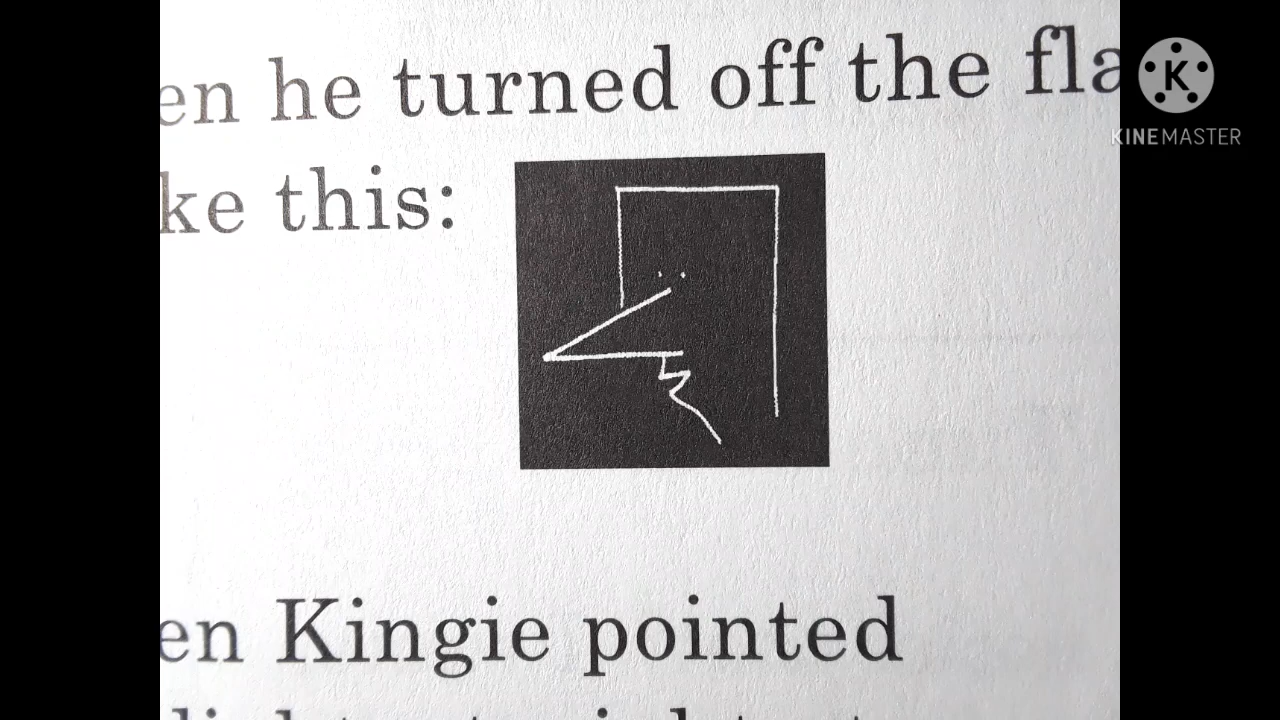 en he turned off the fla
K
KINEMASTER
ke this:
en Kingie pointed